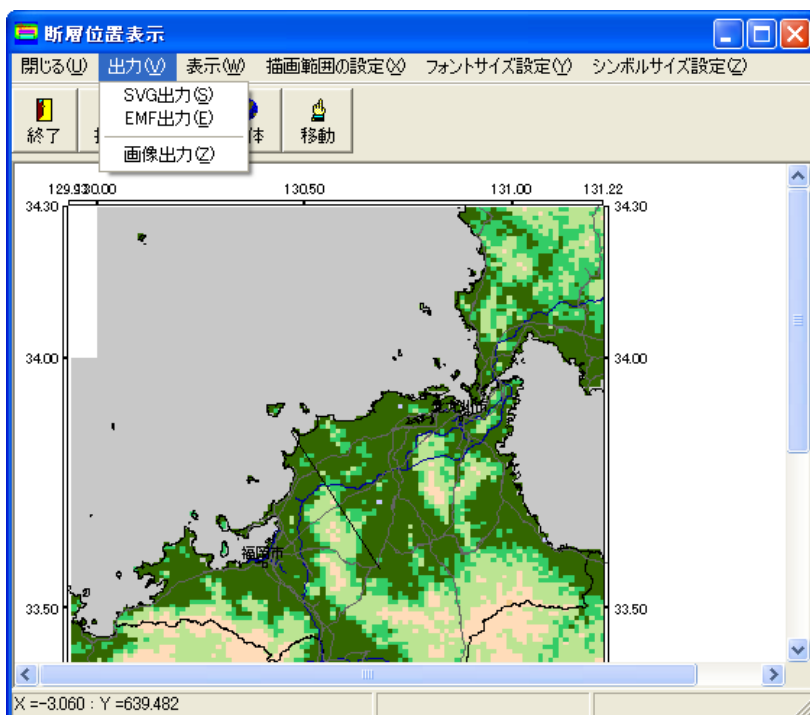 断層位置表示
閉じる(U) 出力(V) 表示(W) 描画範囲の設定(X) フォントサイズ設定(Y) シンボルサイズ設定(Z)
SVG出力(S)
EMF出力(E)
画像出力(Z)
終了 体 移動
130.00 130.50 131.00 131.22
34.30 34.30
34.00 34.00
北九州市
福岡市
33.50 33.50
X =-3.060 : Y =639.482